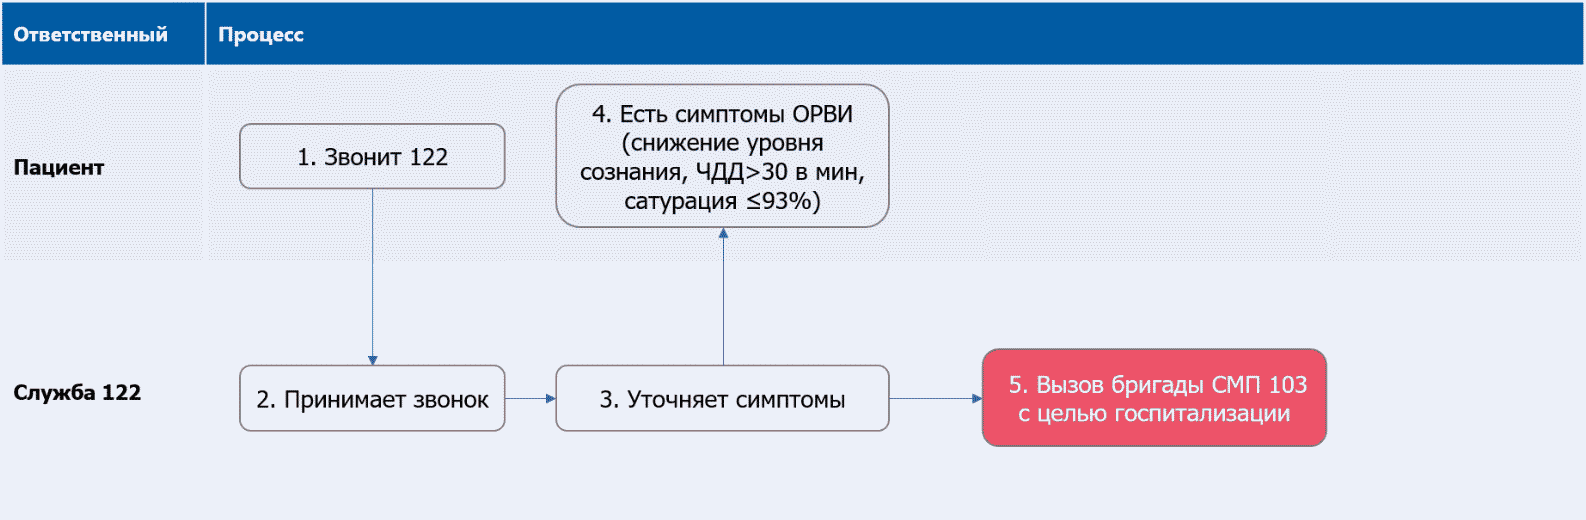 Ответственный
Процесс
Пациент
1. Звонит 122
4. Есть симптомы ОРВИ
(снижение уровня
сознания, ЧДД>30 в мин,
сатурация ≤93%)
Служба 122
2. Принимает звонок
3. Уточняет симптомы
5. Вызов бригады СМП 103
с целью госпитализации